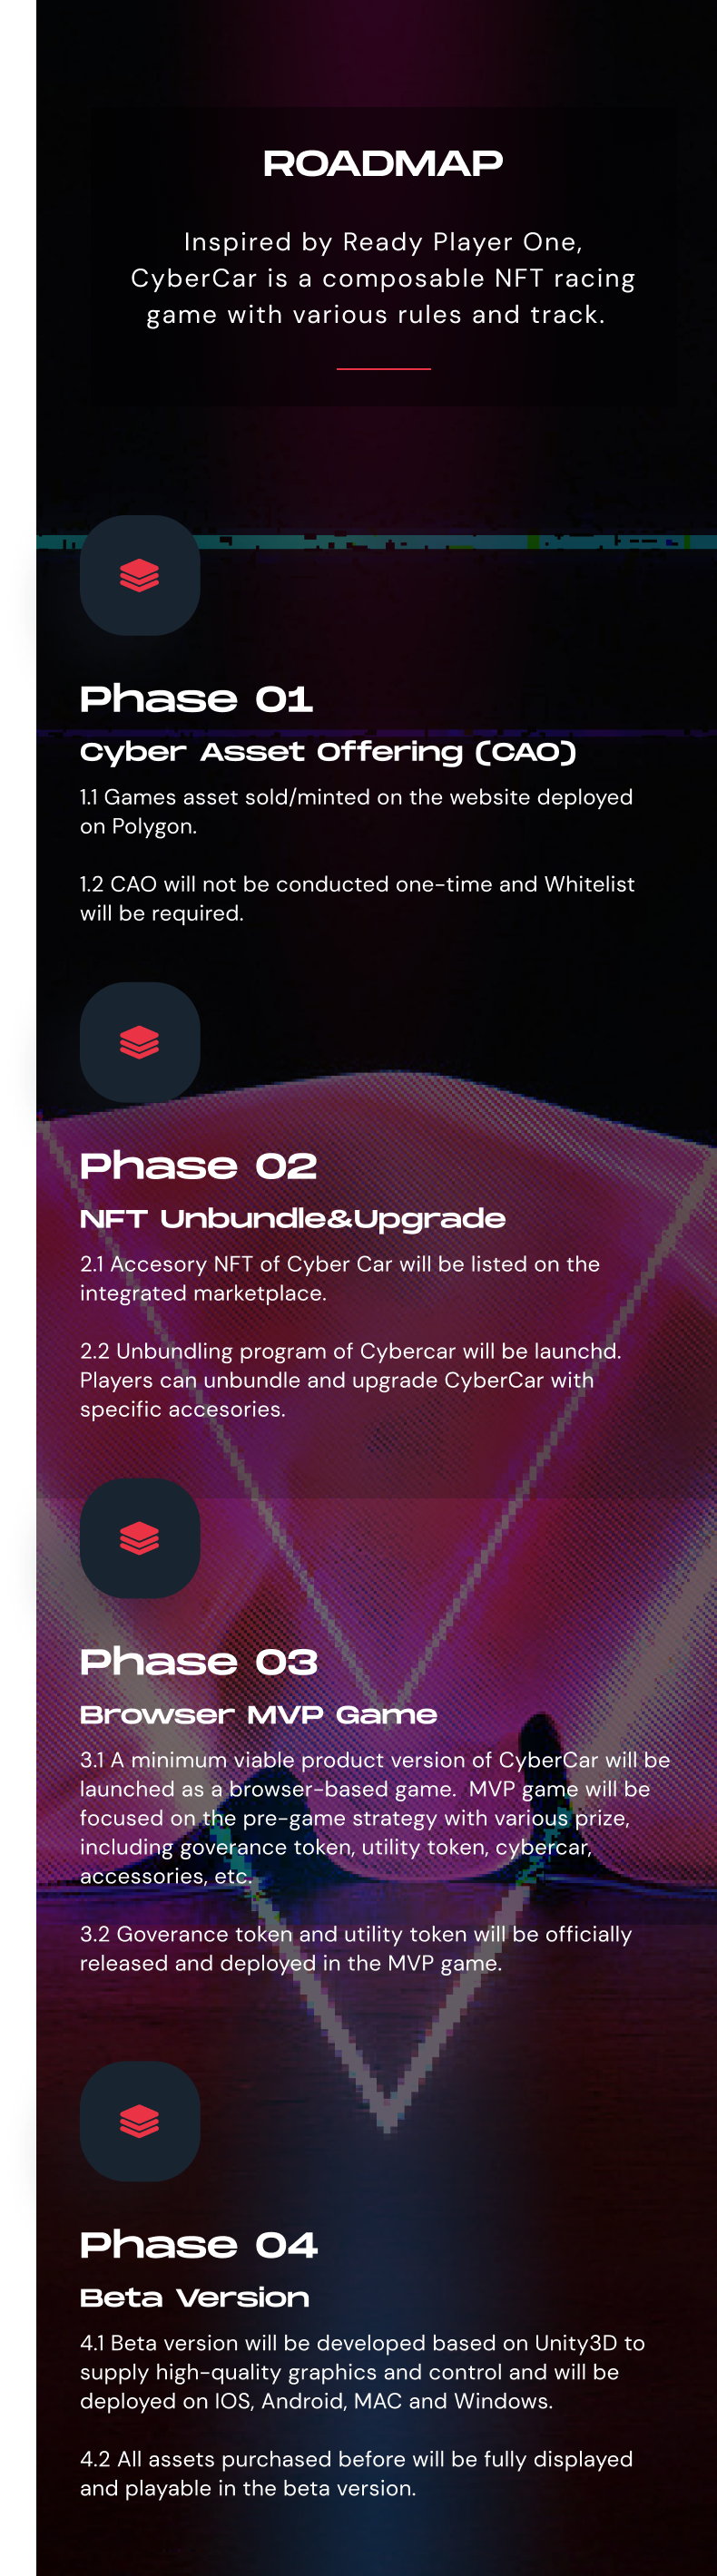 ROADMAP
Inspired by Ready Player One,
CyberCar is a composable NFT racing
game with various rules and track.
Phase 01
Cyber Asset Offering (CAO)
1.1 Games asset sold/minted on the website deployed
on Polygon.
1.2 CAO will not be conducted one-time and Whitelist
will be required.
Phase 02
NFT Unbundle&Upgrade
2.1 Accesory NFT of Cyber Car will be listed on the
integrated marketplace.
2.2 Unbundling program of Cybercar will be launchd.
Players can unbundle and upgrade CyberCar with
specific accesories.
Phase 03
Browser MVP Game
3.1 A minimum viable product version of CyberCar will be
launched as a browser-based game. MVP game will be
focused on the pre-game strategy with various prize,
including goverance token, utility token, cybercar,
accessories, etc.
3.2 Goverance token and utility token will be officially
released and deployed in the MVP game.
Phase 04
Beta Version
4.1 Beta version will be developed based on Unity3D to
supply high-quality graphics and control and will be
deployed on IOS, Android, MAC and Windows.
4.2 All assets purchased before will be fully displayed
and playable in the beta version.